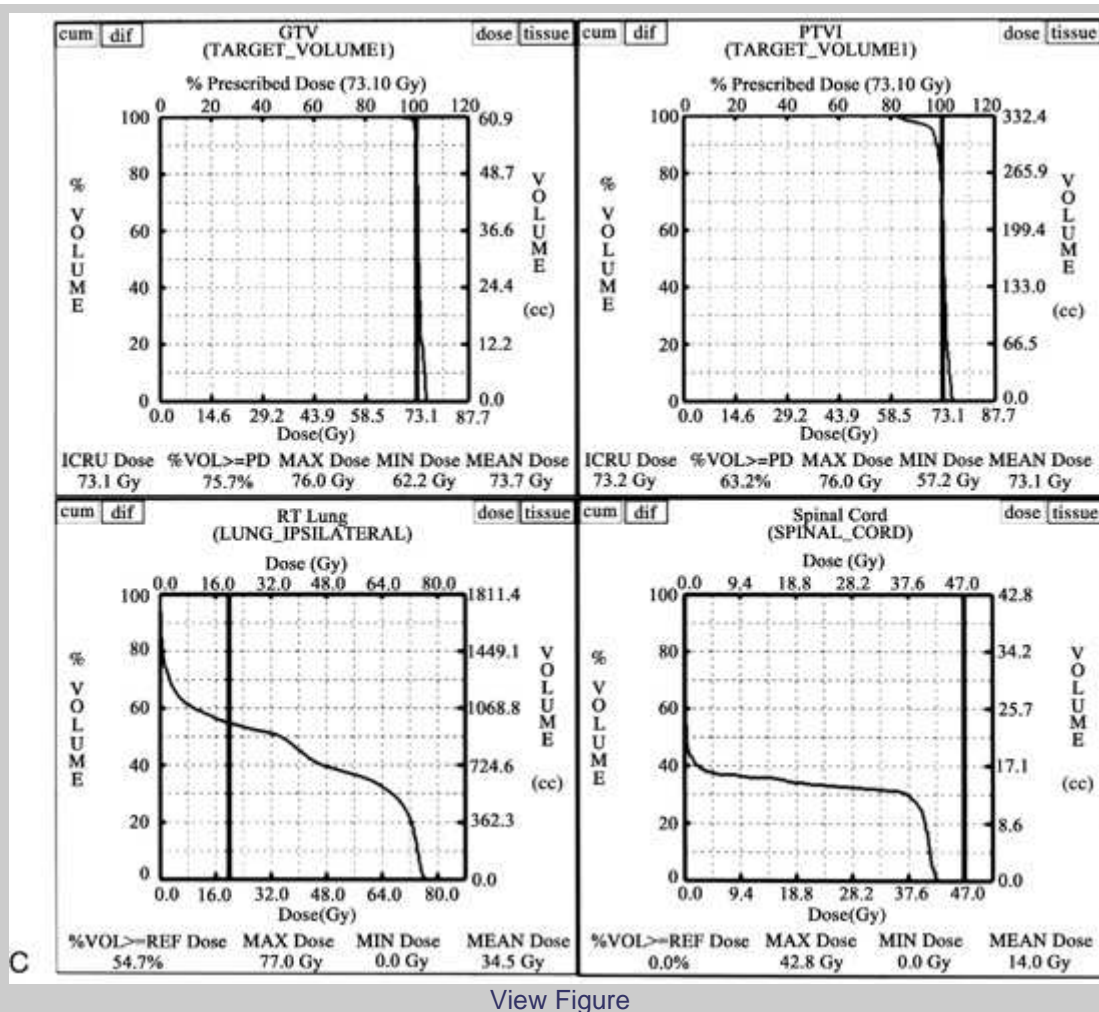 cum dif GTV dose tissue
(TARGET_VOLUME1)
% Prescribed Dose (73.10 Gy)
0 20 40 60 80 100 120
100 60.9
80 48.7
60 36.6
40 24.4
20 12.2
0 0.0
% VOLUME
VOLUME (cc)
0.0 14.6 29.2 43.9 58.5 73.1 87.7
Dose(Gy)
ICRU Dose %VOL>=PD MAX Dose MIN Dose MEAN Dose
73.1 Gy 75.7% 76.0 Gy 62.2 Gy 73.7 Gy
cum dif PTVI dose tissue
(TARGET_VOLUME1)
% Prescribed Dose (73.10 Gy)
0 20 40 60 80 100 120
100 332.4
80 265.9
60 199.4
40 133.0
20 66.5
0 0.0
% VOLUME
VOLUME (cc)
0.0 14.6 29.2 43.9 58.5 73.1 87.7
Dose(Gy)
ICRU Dose %VOL>=PD MAX Dose MIN Dose MEAN Dose
73.2 Gy 63.2% 76.0 Gy 57.2 Gy 73.1 Gy
cum dif RT Lung dose tissue
(LUNG_IPSILATERAL)
Dose (Gy)
0.0 16.0 32.0 48.0 64.0 80.0
100 1811.4
80 1449.1
60 1068.8
40 724.6
20 362.3
0 0.0
% VOLUME
VOLUME (cc)
0.0 16.0 32.0 48.0 64.0 80.0
Dose(Gy)
%VOL>=REF Dose MAX Dose MIN Dose MEAN Dose
54.7% 77.0 Gy 0.0 Gy 34.5 Gy
cum dif Spinal Cord dose tissue
(SPINAL_CORD)
Dose (Gy)
0.0 9.4 18.8 28.2 37.6 47.0
100 42.8
80 34.2
60 25.7
40 17.1
20 8.6
0 0.0
% VOLUME
VOLUME (cc)
0.0 9.4 18.8 28.2 37.6 47.0
Dose(Gy)
%VOL>=REF Dose MAX Dose MIN Dose MEAN Dose
0.0% 42.8 Gy 0.0 Gy 14.0 Gy
C
View Figure